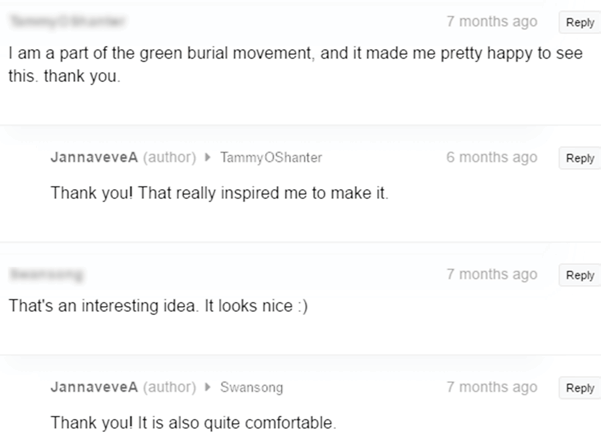 7 months ago Reply
I am a part of the green burial movement, and it made me pretty happy to see
this. thank you.
JannaveveA (author) ▸ TammyOShanter 6 months ago Reply
Thank you! That really inspired me to make it.
7 months ago Reply
That's an interesting idea. It looks nice :)
JannaveveA (author) ▸ Swansong 7 months ago Reply
Thank you! It is also quite comfortable.